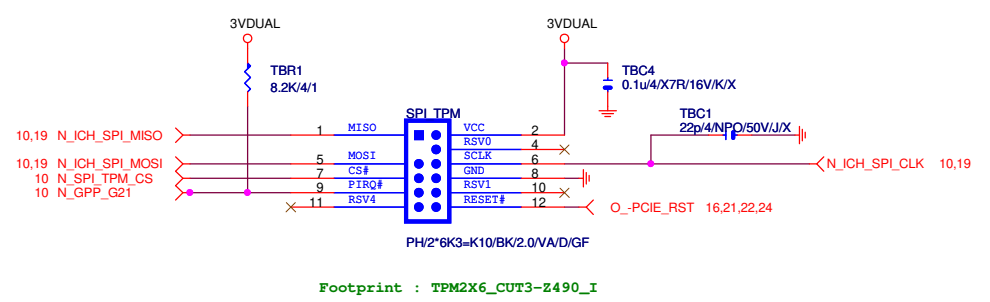 3VDUAL 3VDUAL
TBR1
8.2K/4/1
TBC4
0.1u/4/X7R/16V/K/X
TBC1
22p/4/NPO/50V/J/X
SPI_TPM
10,19 N_ICH_SPI_MISO 1 MISO VCC 2
RSV0 4
10,19 N_ICH_SPI_MOSI 5 MOSI SCLK 6 N_ICH_SPI_CLK 10,19
10 N_SPI_TPM_CS 7 CS# GND 8
10 N_GPP_G21 9 PIRQ# RSV1 10
11 RSV4 RESET# 12 O_-PCIE_RST 16,21,22,24
PH/2*6K3=K10/BK/2.0/VA/D/GF
Footprint : TPM2X6_CUT3-Z490_I